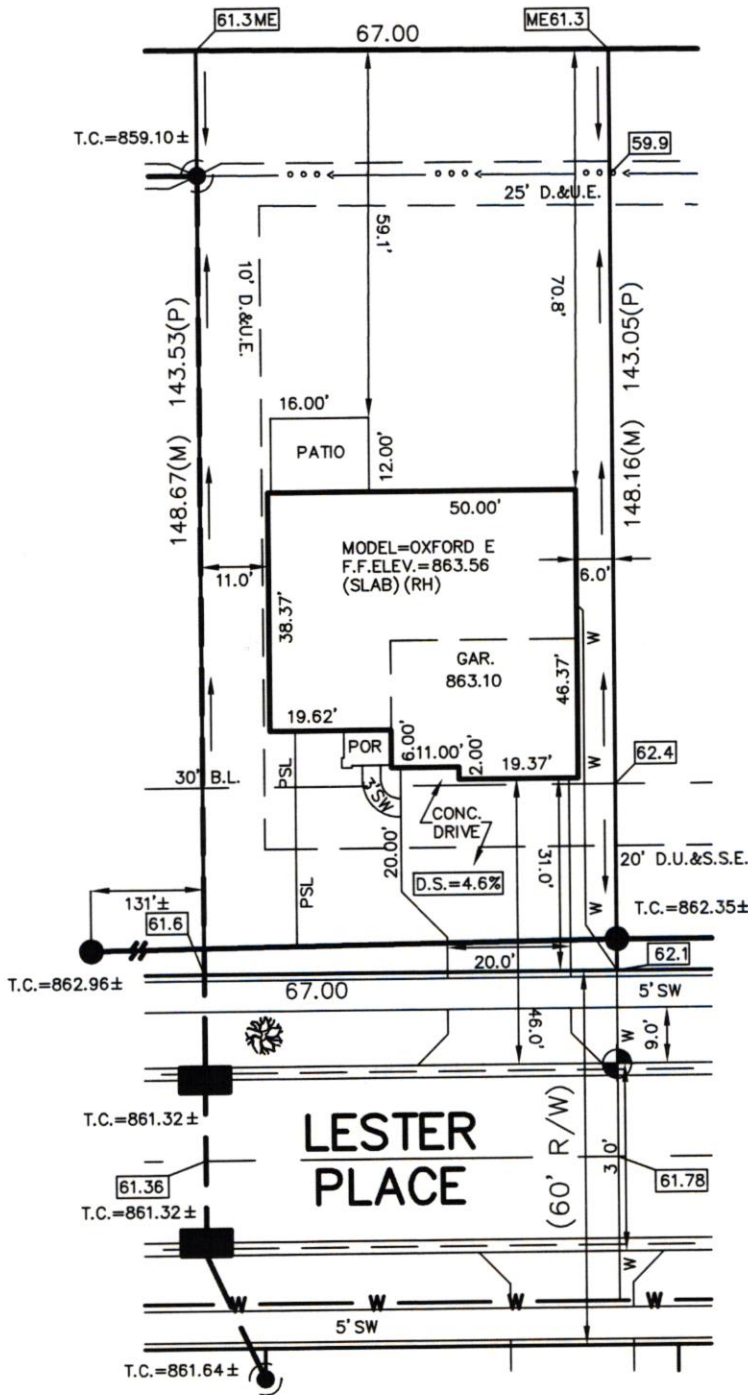 61.3ME
ME61.3
67.00
T.C.=859.10±
59.9
25' D.&U.E.
59.1'
70.8'
10' D.&U.E.
143.53(P)
148.67(M)
143.05(P)
148.16(M)
16.00'
PATIO
12.00'
50.00'
MODEL=OXFORD E
F.F.ELEV.=863.56
(SLAB) (RH)
11.0'
6.0'
38.37'
GAR.
863.10
46.37'
W
19.62'
POR
6.00'
11.00'
2.00'
19.37'
W
W
30' B.L.
PSL
3'SW
62.4
CONC.
DRIVE
20.00'
31.0'
20' D.U.&S.S.E.
D.S.=4.6%
PSL
131'±
61.6
W
T.C.=862.35±
T.C.=862.96±
20.0'
62.1
67.00
5' SW
46.0'
W
9.0'
T.C.=861.32±
LESTER
PLACE
(60' R/W)
61.36
61.78
T.C.=861.32±
W
W
W
W
W
5' SW
T.C.=861.64±